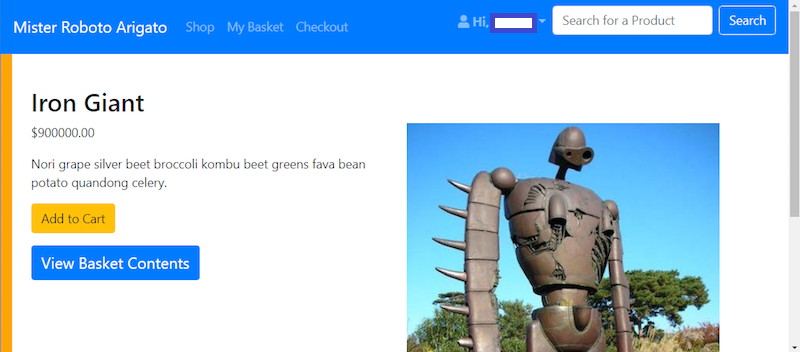 Mister Roboto Arigato Shop My Basket Checkout Hi, Search for a Product Search
Iron Giant
$900000.00
Nori grape silver beet broccoli kombu beet greens fava bean
potato quandong celery.
Add to Cart
View Basket Contents